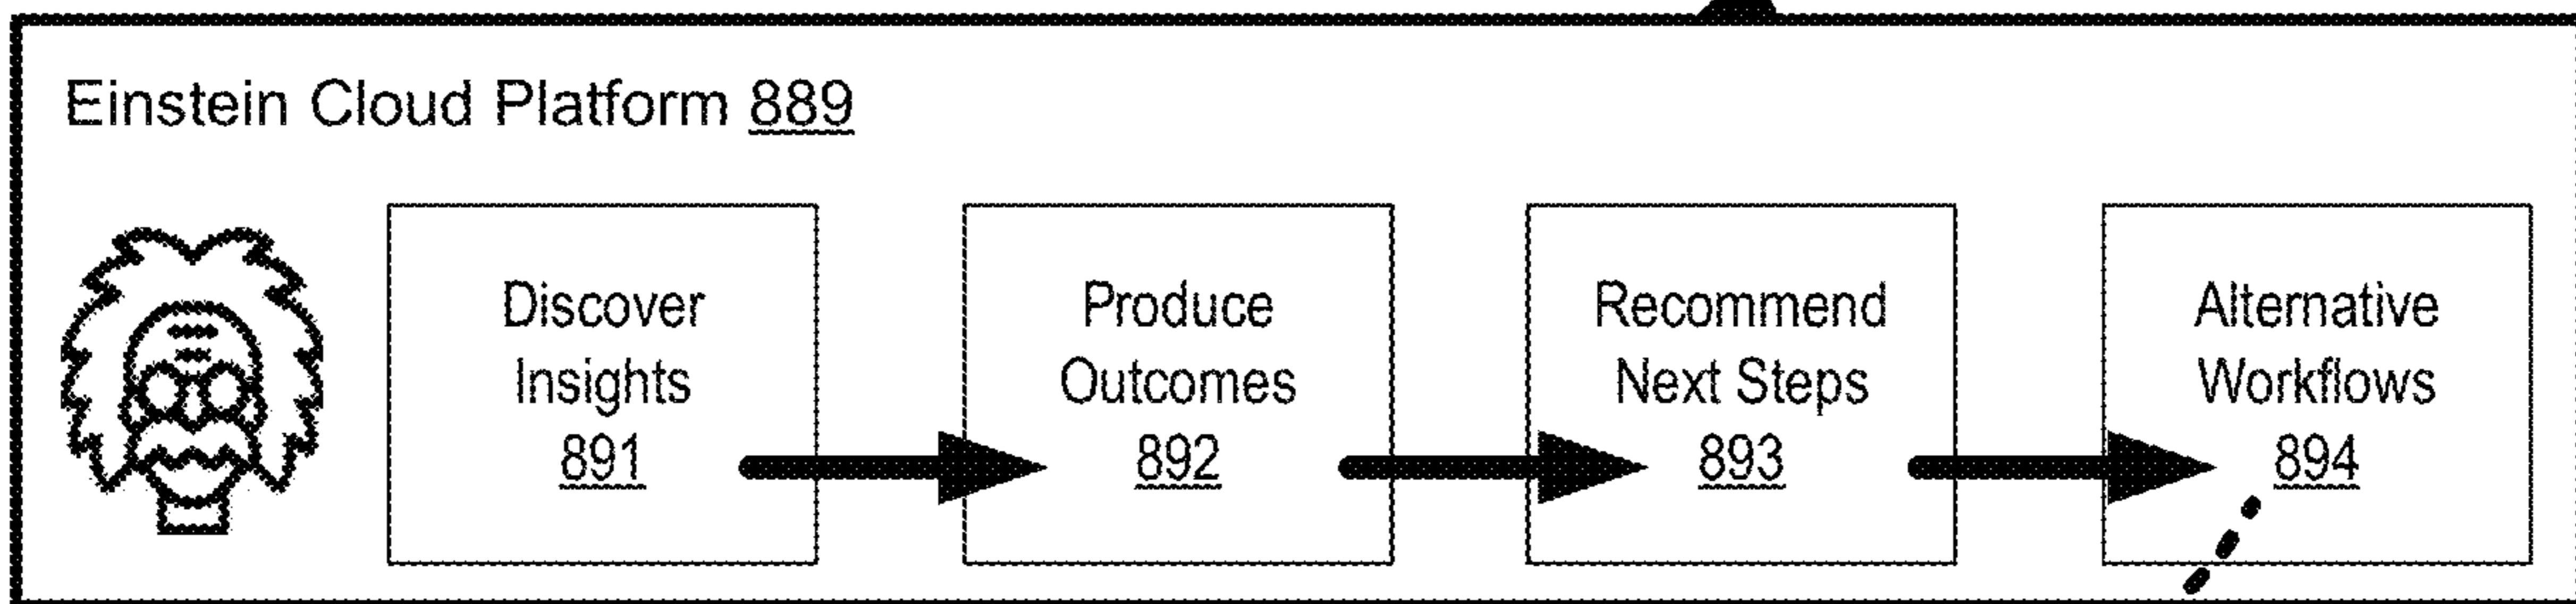 Einstein Cloud Platform 889
Discover
Insights
891
Produce
Outcomes
892
Recommend
Next Steps
893
Alternative
Workflows
894